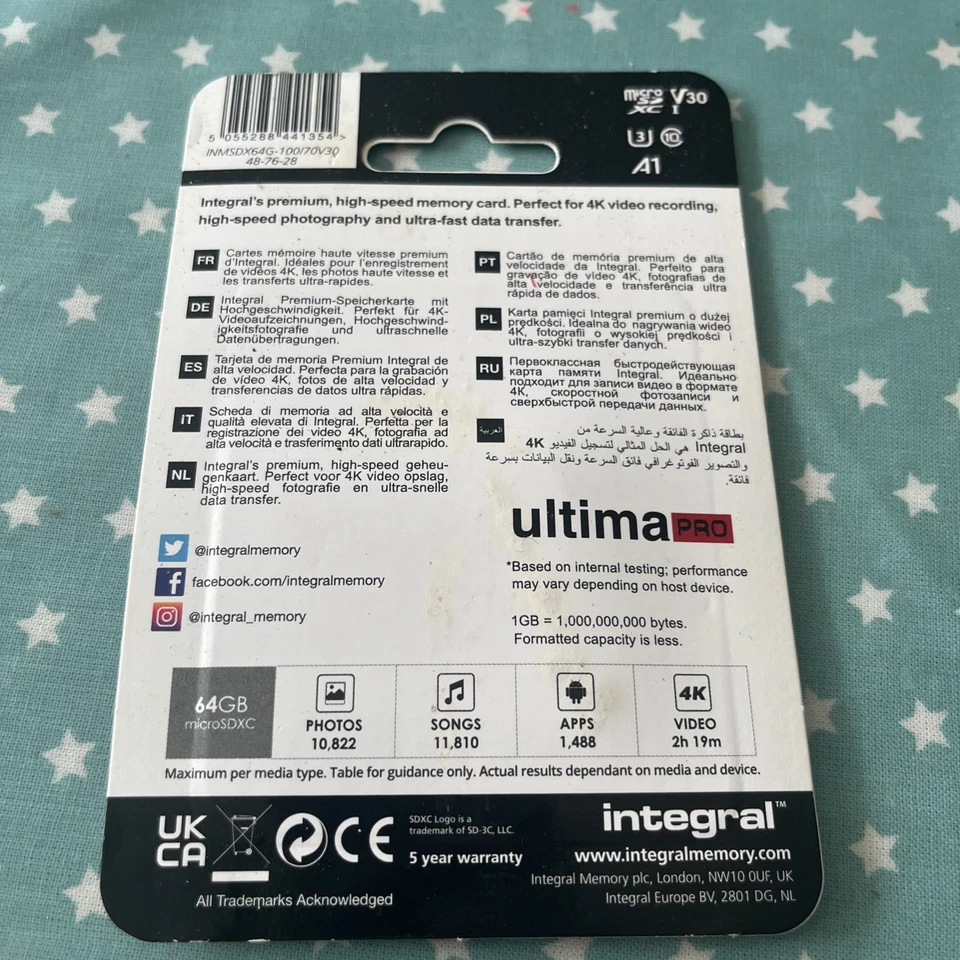 5 055288 441354 >
INMSDX64G-100/70V30
48-76-28
micro SD XC I V30
U3 C10
A1
Integral's premium, high-speed memory card. Perfect for 4K video recording,
high-speed photography and ultra-fast data transfer.
FR
Cartes mémoire haute vitesse premium
d'Integral. Idéales pour l'enregistrement
de vidéos 4K, les photos haute vitesse et
les transferts ultra-rapides.
DE
Integral Premium-Speicherkarte mit
Hochgeschwindigkeit. Perfekt für 4K-
Videoaufzeichnungen, Hochgeschwind-
igkeitsfotografie und ultraschnelle
Datenübertragungen.
ES
Tarjeta de memoria Premium Integral de
alta velocidad. Perfecta para la grabación
de vídeo 4K, fotos de alta velocidad y
transferencias de datos ultra rápidas.
IT
Scheda di memoria ad alta velocità e
qualità elevata di Integral. Perfetta per la
registrazione dei video 4K, fotografia ad
alta velocità e trasferimento dati ultrarapido.
NL
Integral's premium, high-speed geheu-
genkaart. Perfect voor 4K video opslag,
high-speed fotografie en ultra-snelle
data transfer.
PT
Cartão de memória premium de alta
velocidade da Integral. Perfeito para
gravação de vídeo 4K, fotografias de
alta velocidade e transferência ultra
rápida de dados.
PL
Karta pamięci Integral premium o dużej
prędkości. Idealna do nagrywania wideo
4K, fotografii o wysokiej prędkości i
ultra-szybki transfer danych.
RU
Первоклассная быстродействующая
карта памяти Integral. Идеально
подходит для записи видео в формате
4K, скоростной фотозаписи и
сверхбыстрой передачи данных.
العربية
بطاقة ذاكرة الفائقة وعالية السرعة من
Integral هي الحل المثالي لتسجيل الفيديو 4K
والتصوير الفوتوغرافي فائق السرعة ونقل البيانات بسرعة
فائقة.
@integralmemory
facebook.com/integralmemory
@integral_memory
ultima PRO
*Based on internal testing; performance
may vary depending on host device.
1GB = 1,000,000,000 bytes.
Formatted capacity is less.
64GB
microSDXC
PHOTOS
10,822
SONGS
11,810
APPS
1,488
4K
VIDEO
2h 19m
Maximum per media type. Table for guidance only. Actual results dependant on media and device.
UK
CA
CE
SDXC Logo is a
trademark of SD-3C, LLC.
5 year warranty
All Trademarks Acknowledged
integral™
www.integralmemory.com
Integral Memory plc, London, NW10 0UF, UK
Integral Europe BV, 2801 DG, NL